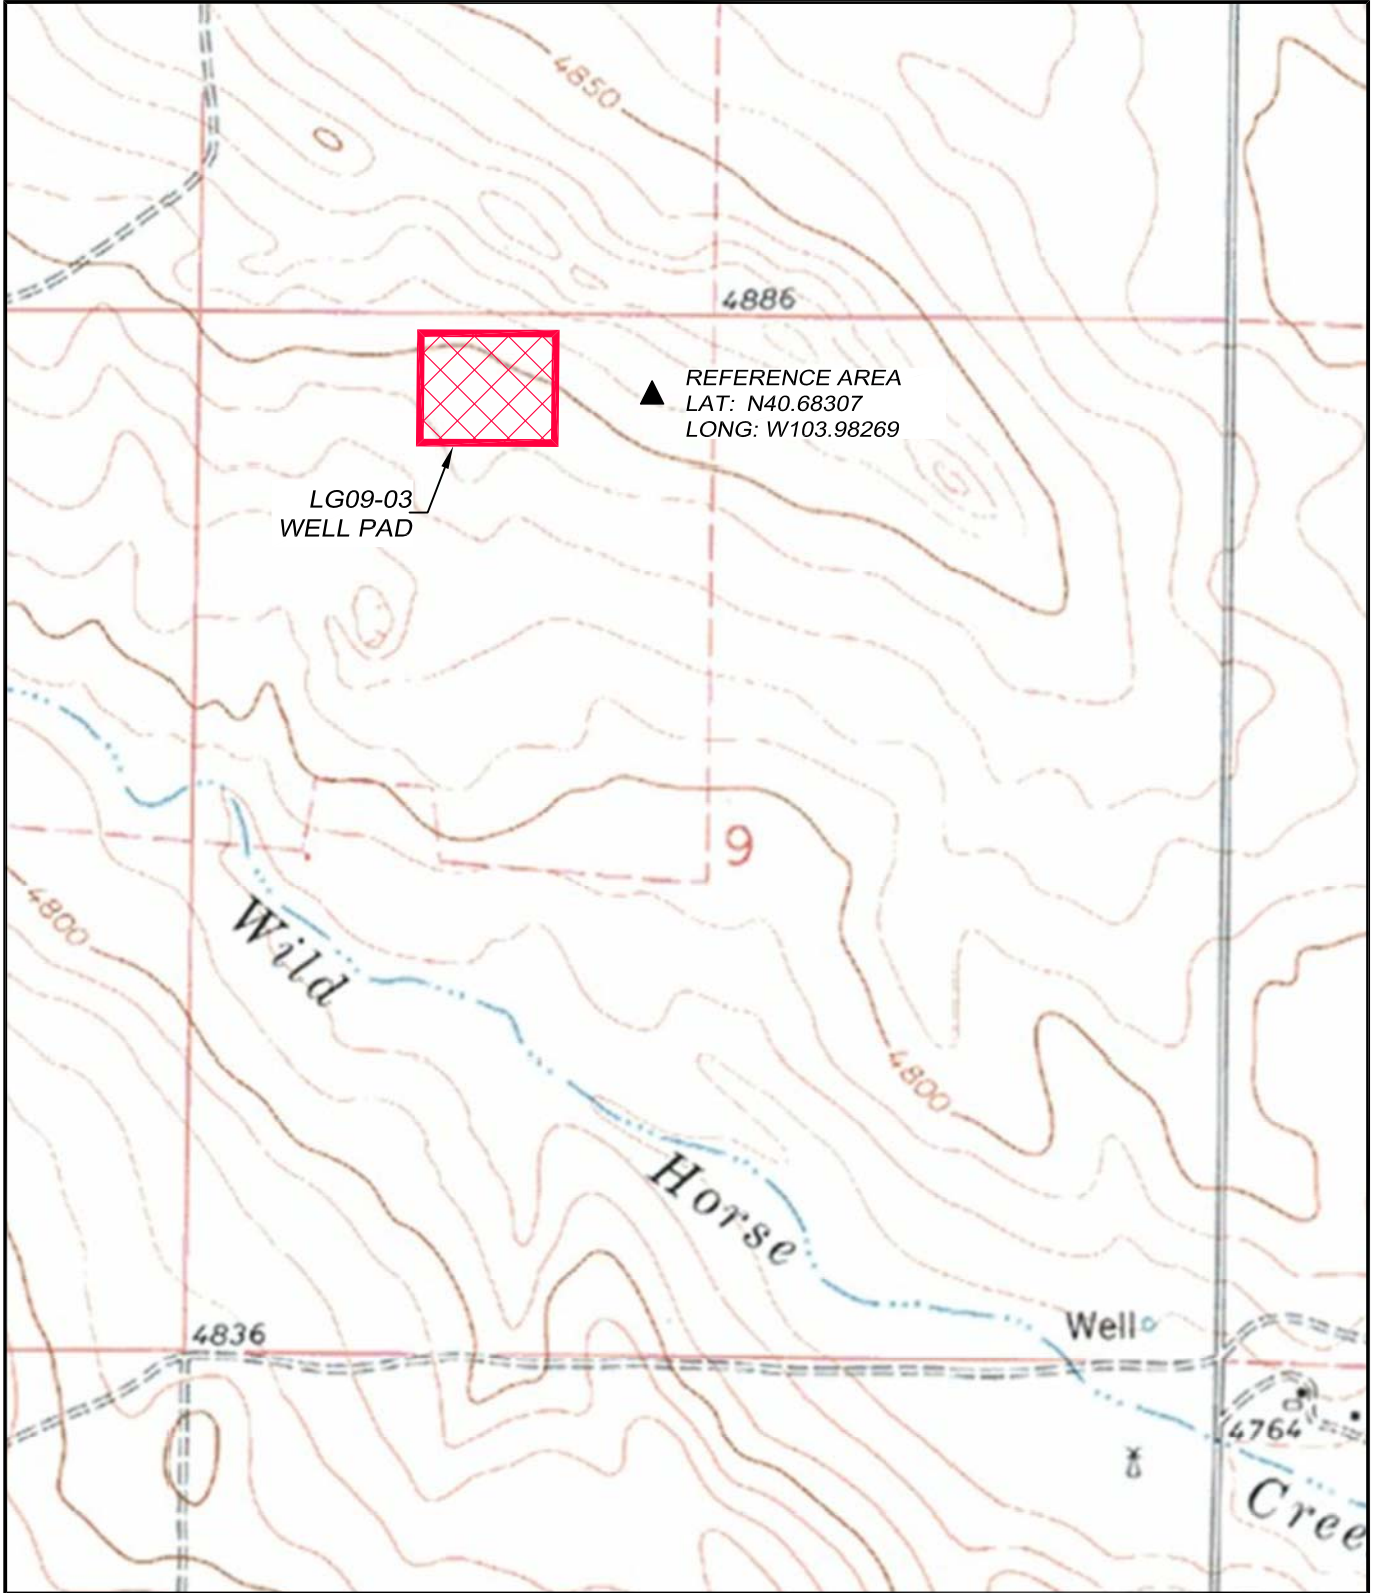 4850
4886
REFERENCE AREA
LAT: N40.68307
LONG: W103.98269
LG09-03
WELL PAD
9
4800
Wild
4800
Horse
Well
4836
4764
Cree